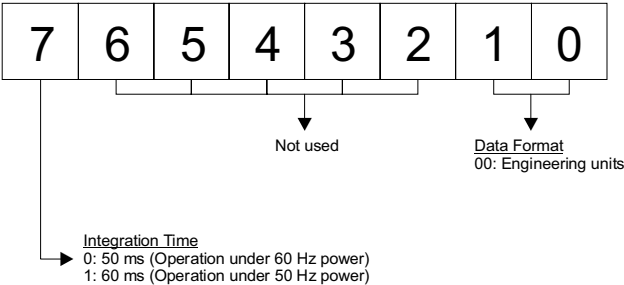 7 6 5 4 3 2 1 0
Not used
Data Format
00: Engineering units
Integration Time
0: 50 ms (Operation under 60 Hz power)
1: 60 ms (Operation under 50 Hz power)